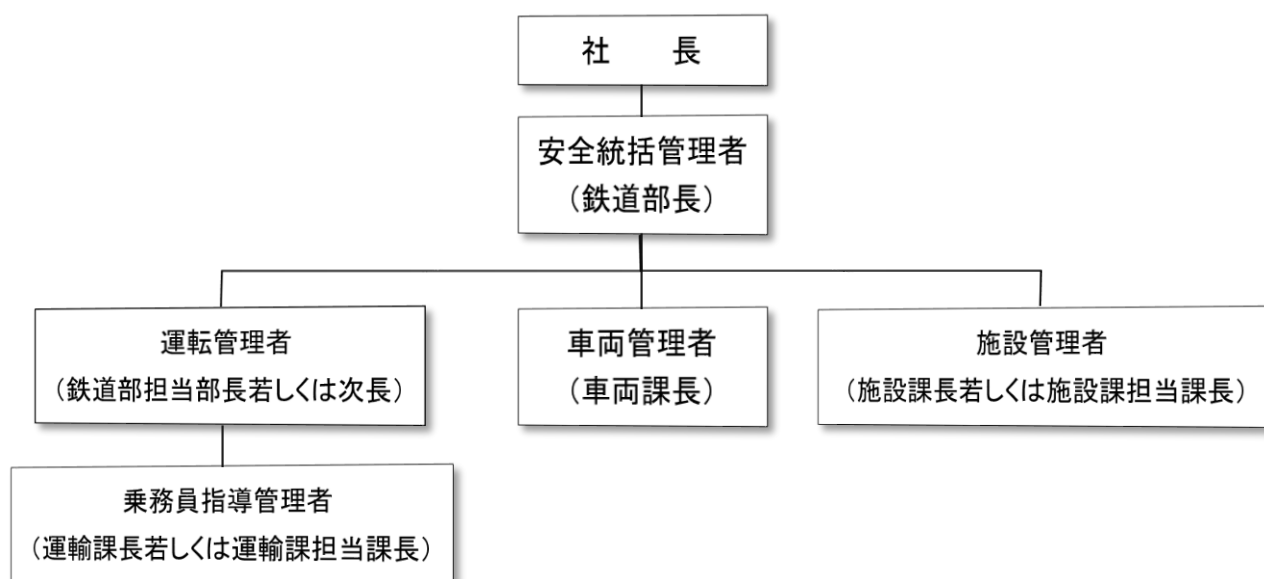 社　　長
安全統括管理者
（鉄道部長）
運転管理者
（鉄道部担当部長若しくは次長）
車両管理者
（車両課長）
施設管理者
（施設課長若しくは施設課担当課長）
乗務員指導管理者
（運輸課長若しくは運輸課担当課長）